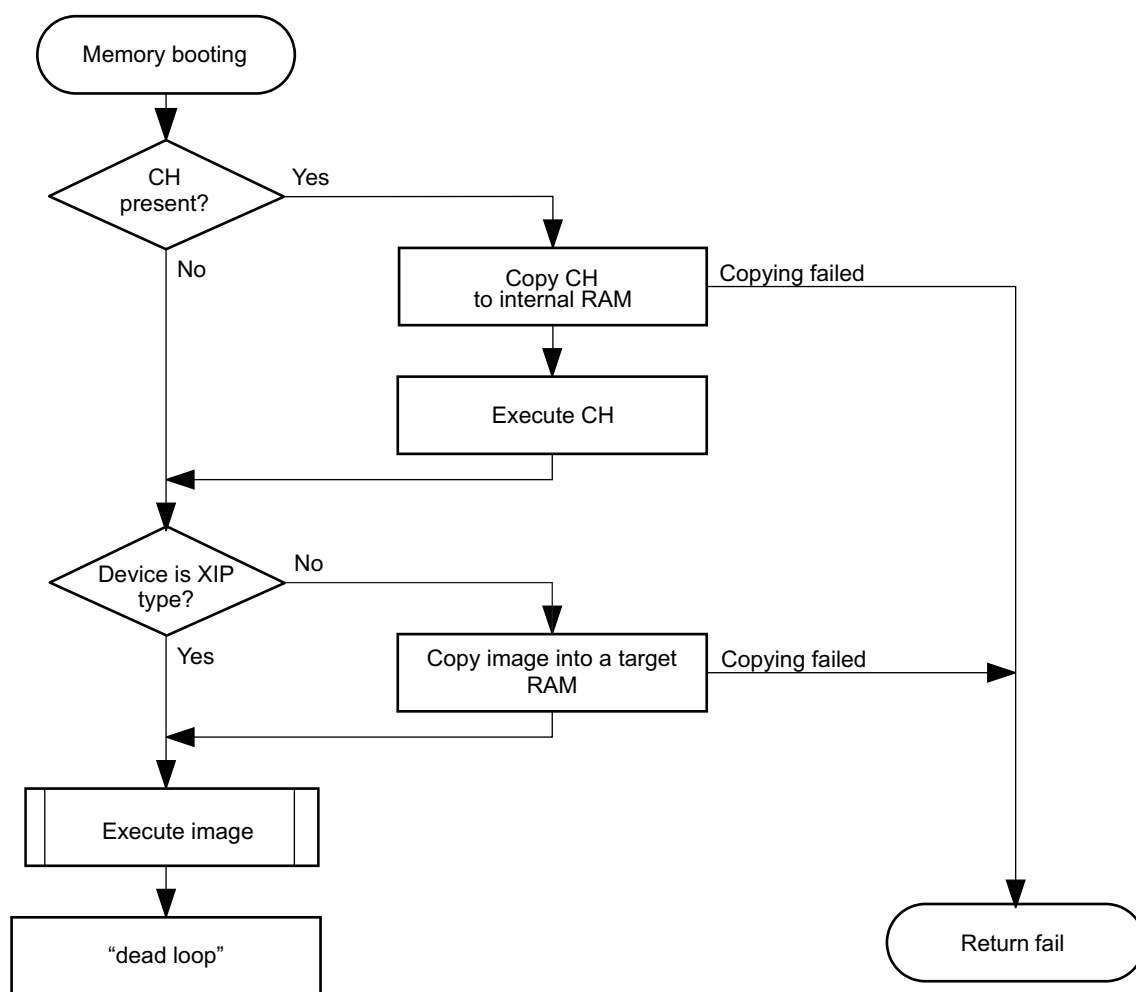 Memory booting
CH
present?
Yes
No
Copy CH
to internal RAM
Copying failed
Execute CH
Device is XIP
type?
No
Yes
Copy image into a target
RAM
Copying failed
Execute image
“dead loop”
Return fail